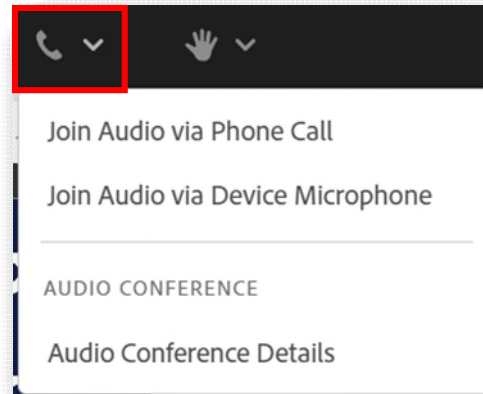 Join Audio via Phone Call
Join Audio via Device Microphone
AUDIO CONFERENCE
Audio Conference Details